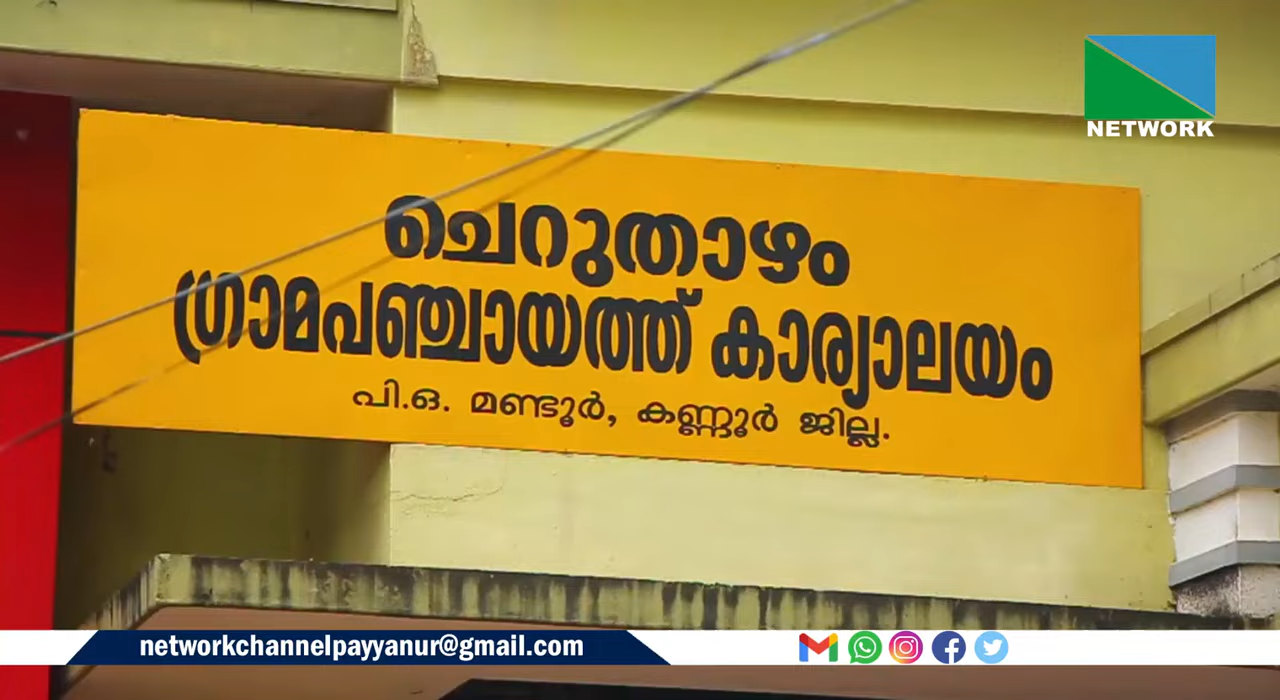 NETWORK
ചെറുതാഴം
ഗ്രാമപഞ്ചായത്ത് കാര്യാലയം
പി.ഒ. മണ്ടൂർ, കണ്ണൂർ ജില്ല.
networkchannelpayyanur@gmail.com